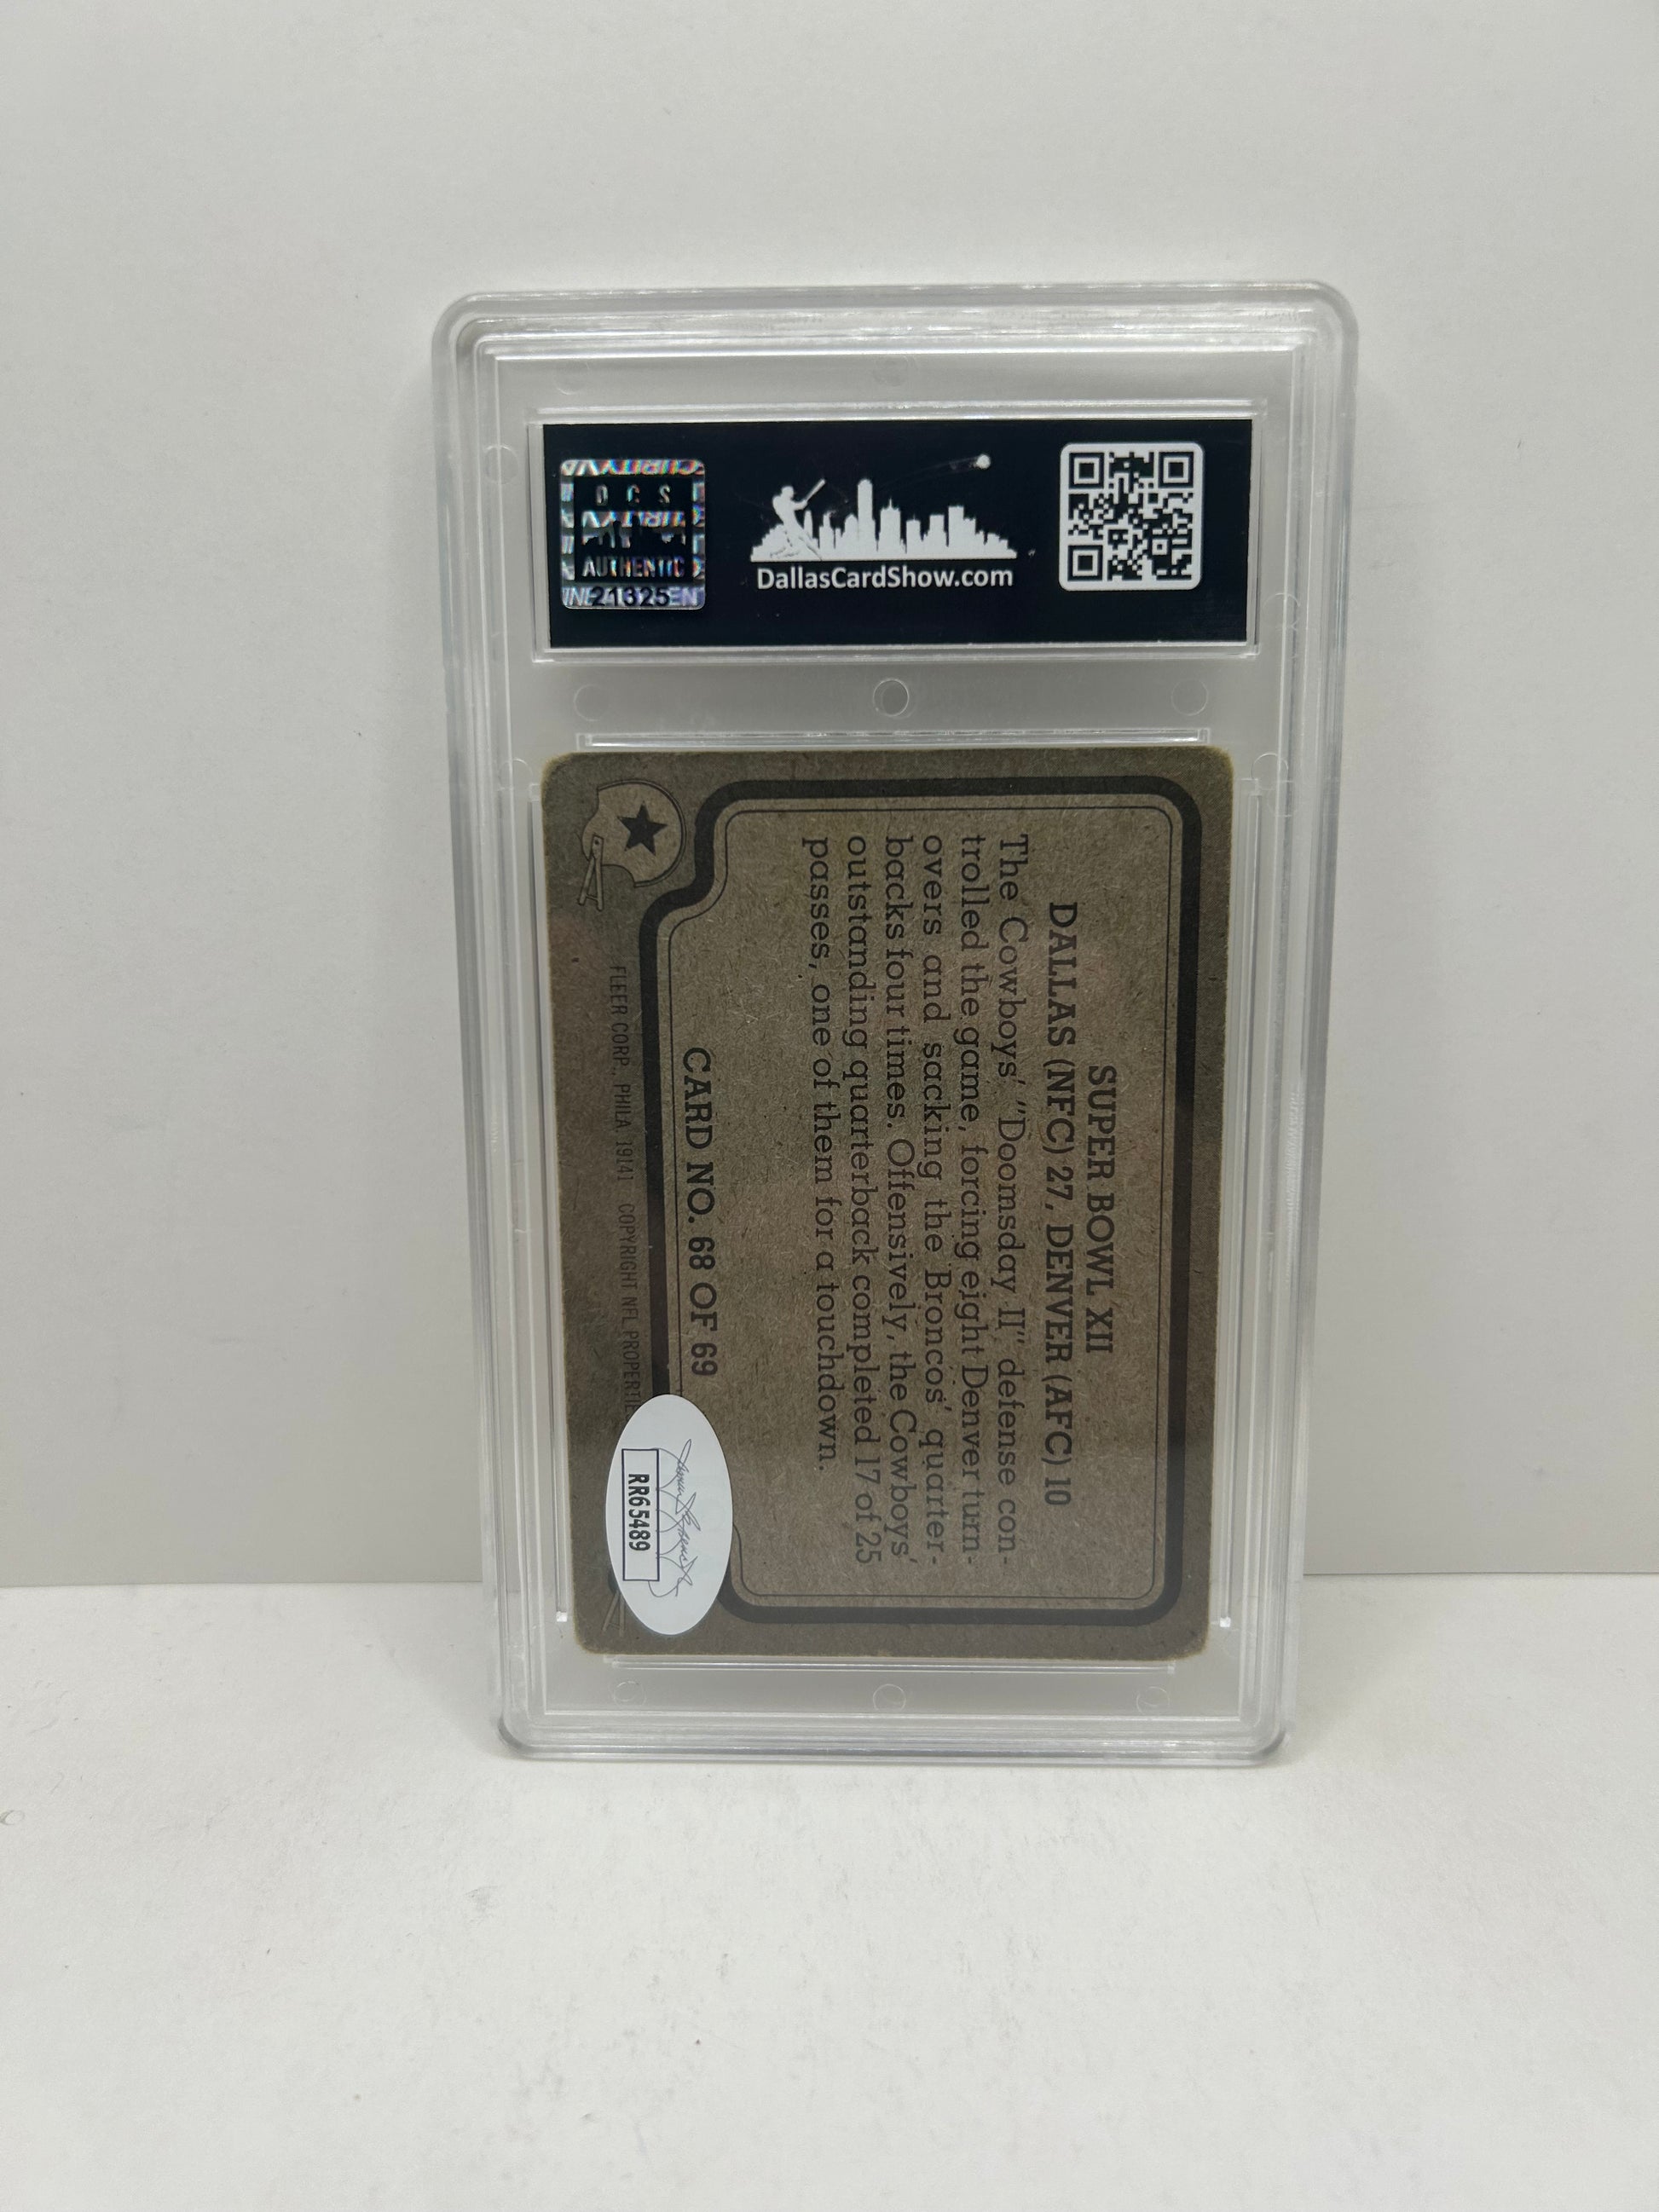 D C S
AUTHENTIC
21325
DallasCardShow.com
SUPER BOWL XII
DALLAS (NFC) 27, DENVER (AFC) 10
The Cowboys' "Doomsday II" defense con-
trolled the game, forcing eight Denver turn-
overs and sacking the Broncos' quarter-
backs four times. Offensively, the Cowboys'
outstanding quarterback completed 17 of 25
passes, one of them for a touchdown.
CARD NO. 68 OF 69
FLEER CORP., PHILA. 19141 COPYRIGHT NFL PROPERTIE
RR65489